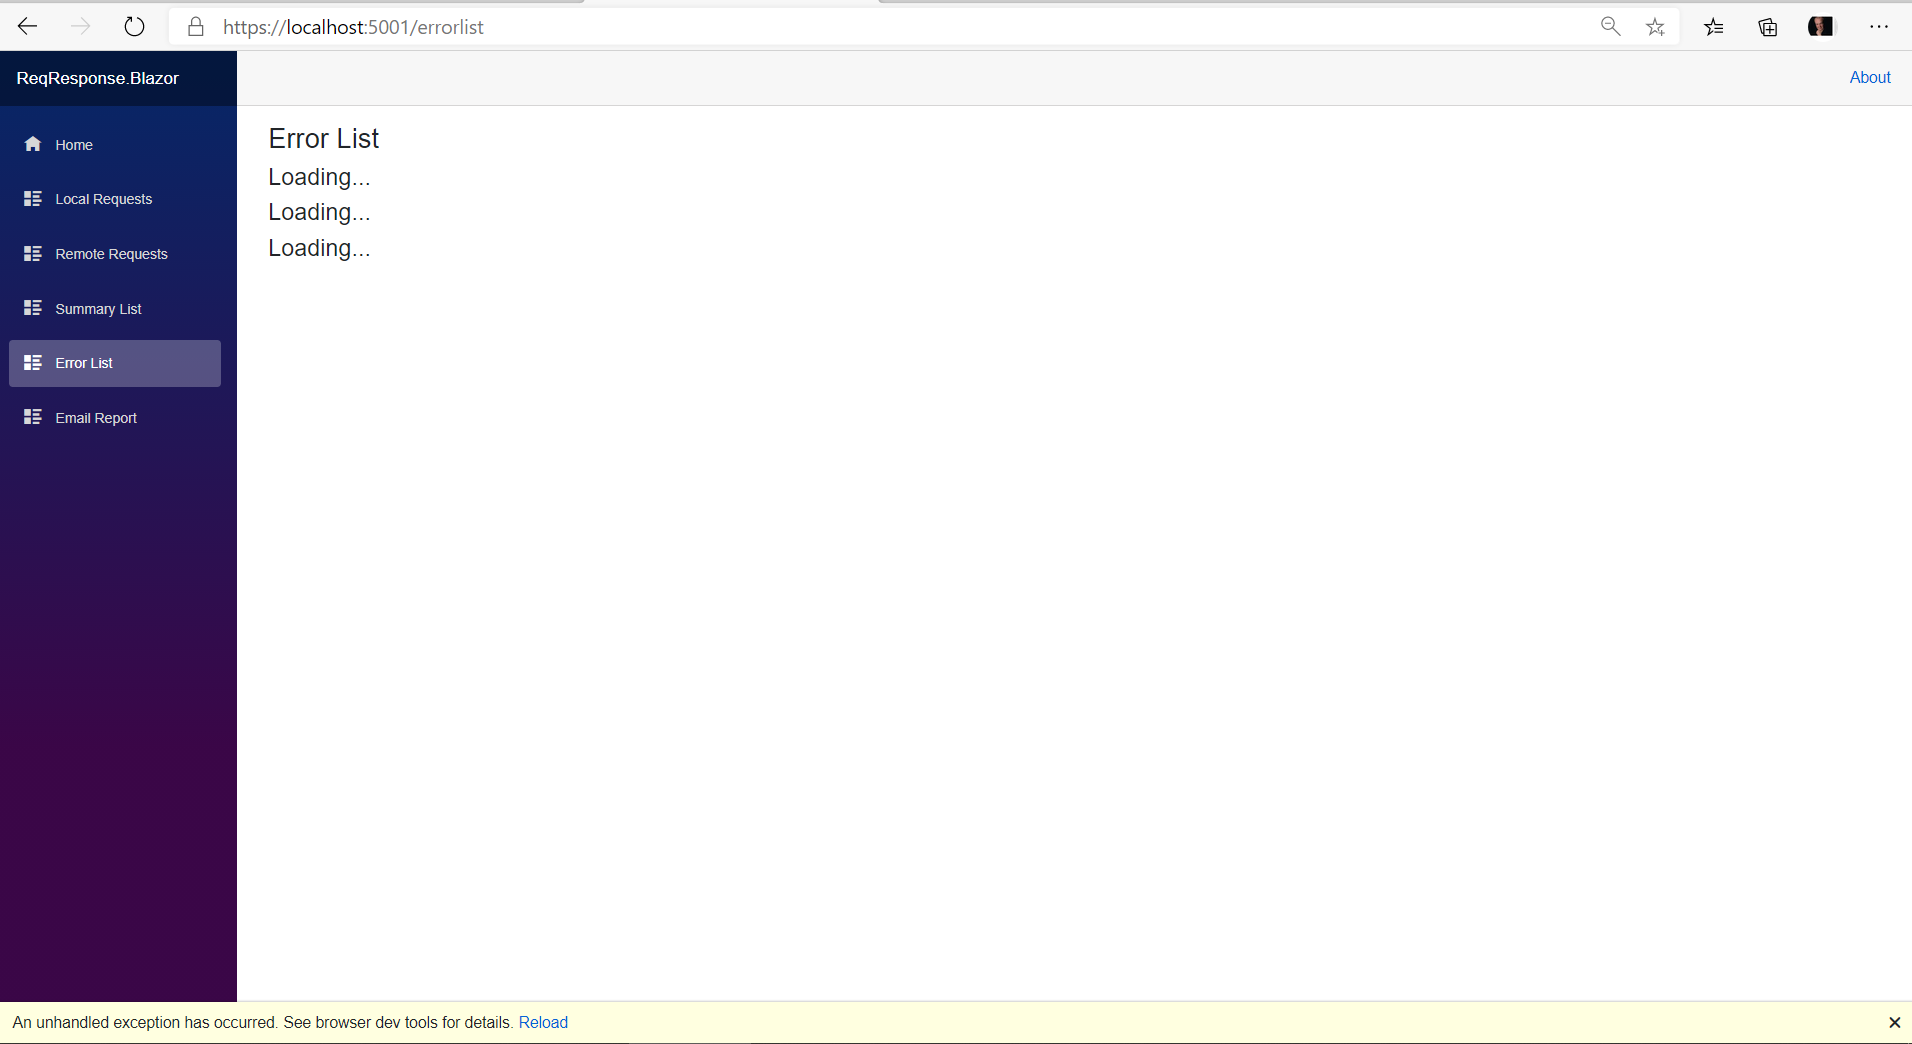 https://localhost:5001/errorlist
ReqResponse.Blazor
About
Home
Local Requests
Remote Requests
Summary List
Error List
Email Report
Error List
Loading...
Loading...
Loading...
An unhandled exception has occurred. See browser dev tools for details. Reload